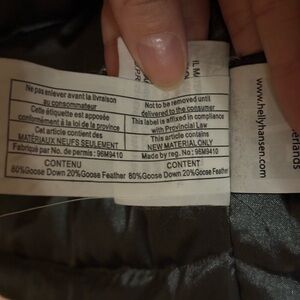 Ne pas enlever avant la livraison
au consommateur
Cette étiquette est apposée
conformément à loi de la province
Cet article contient des
MATÉRIAUX NEUFS SEULEMENT
Fabriqué par No. de permis: 96M9410
CONTENU
80%Goose Down 20%Goose Feather
Not to be removed until
delivered to the consumer
This label is affixed in compliance
with Provincial Law
This article contains
NEW MATERIAL ONLY
Made by reg. No.: 96M9410
CONTENT
80%Goose Down 20%Goose Feather
www.hellyhansen.com